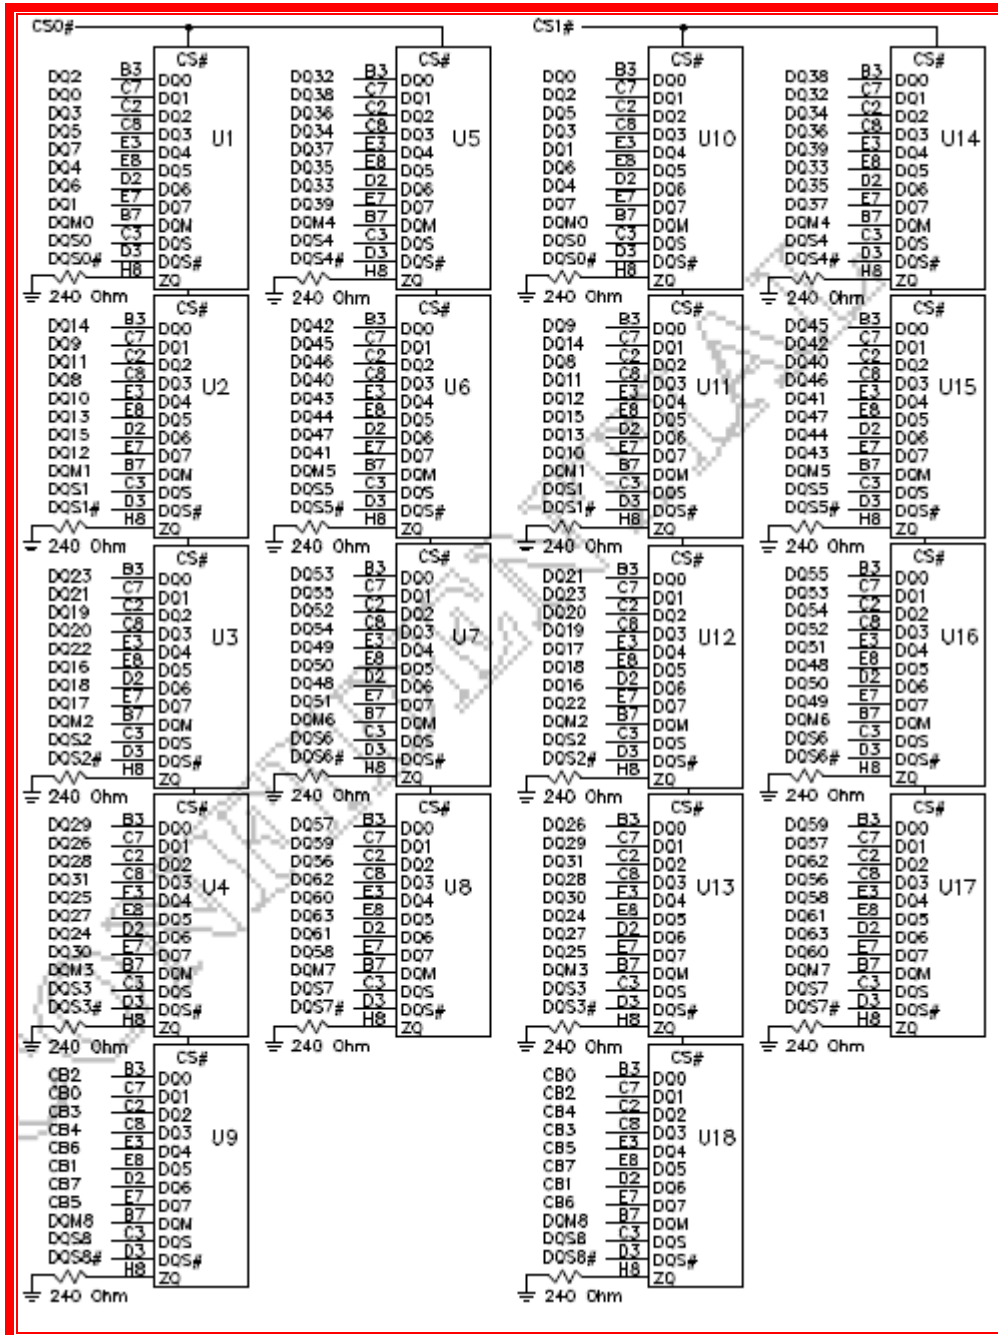 CS0#
CS#
DQ2 B3 DQ0
DQ0 C7 DQ1
DQ3 C2 DQ2
DQ5 C8 DQ3 U1
DQ7 E3 DQ4
DQ4 E8 DQ5
DQ6 D2 DQ6
DQ1 E7 DQ7
DQM0 B7 DQM
DQS0 C3 DQS
DQS0# D3 DQS#
H8 ZQ
240 Ohm
CS#
DQ14 B3 DQ0
DQ9 C7 DQ1
DQ11 C2 DQ2
DQ8 C8 DQ3 U2
DQ10 E3 DQ4
DQ13 E8 DQ5
DQ15 D2 DQ6
DQ12 E7 DQ7
DQM1 B7 DQM
DQS1 C3 DQS
DQS1# D3 DQS#
H8 ZQ
240 Ohm
CS#
DQ23 B3 DQ0
DQ21 C7 DQ1
DQ19 C2 DQ2
DQ20 C8 DQ3 U3
DQ22 E3 DQ4
DQ16 E8 DQ5
DQ18 D2 DQ6
DQ17 E7 DQ7
DQM2 B7 DQM
DQS2 C3 DQS
DQS2# D3 DQS#
H8 ZQ
240 Ohm
CS#
DQ29 B3 DQ0
DQ26 C7 DQ1
DQ28 C2 DQ2
DQ31 C8 DQ3 U4
DQ25 E3 DQ4
DQ27 E8 DQ5
DQ24 D2 DQ6
DQ30 E7 DQ7
DQM3 B7 DQM
DQS3 C3 DQS
DQS3# D3 DQS#
H8 ZQ
240 Ohm
CS#
CB2 B3 DQ0
CB0 C7 DQ1
CB3 C2 DQ2
CB4 C8 DQ3 U9
CB6 E3 DQ4
CB1 E8 DQ5
CB7 D2 DQ6
CB5 E7 DQ7
DQM8 B7 DQM
DQS8 C3 DQS
DQS8# D3 DQS#
H8 ZQ
240 Ohm
CS#
DQ32 B3 DQ0
DQ38 C7 DQ1
DQ36 C2 DQ2
DQ34 C8 DQ3 U5
DQ37 E3 DQ4
DQ35 E8 DQ5
DQ33 D2 DQ6
DQ39 E7 DQ7
DQM4 B7 DQM
DQS4 C3 DQS
DQS4# D3 DQS#
H8 ZQ
240 Ohm
CS#
DQ42 B3 DQ0
DQ45 C7 DQ1
DQ46 C2 DQ2
DQ40 C8 DQ3 U6
DQ43 E3 DQ4
DQ44 E8 DQ5
DQ47 D2 DQ6
DQ41 E7 DQ7
DQM5 B7 DQM
DQS5 C3 DQS
DQS5# D3 DQS#
H8 ZQ
240 Ohm
CS#
DQ53 B3 DQ0
DQ55 C7 DQ1
DQ52 C2 DQ2
DQ54 C8 DQ3 U7
DQ49 E3 DQ4
DQ50 E8 DQ5
DQ48 D2 DQ6
DQ51 E7 DQ7
DQM6 B7 DQM
DQS6 C3 DQS
DQS6# D3 DQS#
H8 ZQ
240 Ohm
CS#
DQ57 B3 DQ0
DQ59 C7 DQ1
DQ56 C2 DQ2
DQ62 C8 DQ3 U8
DQ60 E3 DQ4
DQ63 E8 DQ5
DQ61 D2 DQ6
DQ58 E7 DQ7
DQM7 B7 DQM
DQS7 C3 DQS
DQS7# D3 DQS#
H8 ZQ
240 Ohm
CS1#
CS#
DQ0 B3 DQ0
DQ2 C7 DQ1
DQ5 C2 DQ2
DQ3 C8 DQ3 U10
DQ1 E3 DQ4
DQ6 E8 DQ5
DQ4 D2 DQ6
DQ7 E7 DQ7
DQM0 B7 DQM
DQS0 C3 DQS
DQS0# D3 DQS#
H8 ZQ
240 Ohm
CS#
DQ9 B3 DQ0
DQ14 C7 DQ1
DQ8 C2 DQ2
DQ11 C8 DQ3 U11
DQ12 E3 DQ4
DQ15 E8 DQ5
DQ13 D2 DQ6
DQ10 E7 DQ7
DQM1 B7 DQM
DQS1 C3 DQS
DQS1# D3 DQS#
H8 ZQ
240 Ohm
CS#
DQ21 B3 DQ0
DQ23 C7 DQ1
DQ20 C2 DQ2
DQ19 C8 DQ3 U12
DQ17 E3 DQ4
DQ18 E8 DQ5
DQ16 D2 DQ6
DQ22 E7 DQ7
DQM2 B7 DQM
DQS2 C3 DQS
DQS2# D3 DQS#
H8 ZQ
240 Ohm
CS#
DQ26 B3 DQ0
DQ29 C7 DQ1
DQ31 C2 DQ2
DQ28 C8 DQ3 U13
DQ30 E3 DQ4
DQ24 E8 DQ5
DQ27 D2 DQ6
DQ25 E7 DQ7
DQM3 B7 DQM
DQS3 C3 DQS
DQS3# D3 DQS#
H8 ZQ
240 Ohm
CS#
CB0 B3 DQ0
CB2 C7 DQ1
CB4 C2 DQ2
CB3 C8 DQ3 U18
CB5 E3 DQ4
CB7 E8 DQ5
CB1 D2 DQ6
CB6 E7 DQ7
DQM8 B7 DQM
DQS8 C3 DQS
DQS8# D3 DQS#
H8 ZQ
240 Ohm
CS#
DQ38 B3 DQ0
DQ32 C7 DQ1
DQ34 C2 DQ2
DQ36 C8 DQ3 U14
DQ39 E3 DQ4
DQ33 E8 DQ5
DQ35 D2 DQ6
DQ37 E7 DQ7
DQM4 B7 DQM
DQS4 C3 DQS
DQS4# D3 DQS#
H8 ZQ
240 Ohm
CS#
DQ45 B3 DQ0
DQ42 C7 DQ1
DQ40 C2 DQ2
DQ46 C8 DQ3 U15
DQ41 E3 DQ4
DQ47 E8 DQ5
DQ44 D2 DQ6
DQ43 E7 DQ7
DQM5 B7 DQM
DQS5 C3 DQS
DQS5# D3 DQS#
H8 ZQ
240 Ohm
CS#
DQ55 B3 DQ0
DQ53 C7 DQ1
DQ54 C2 DQ2
DQ52 C8 DQ3 U16
DQ51 E3 DQ4
DQ48 E8 DQ5
DQ50 D2 DQ6
DQ49 E7 DQ7
DQM6 B7 DQM
DQS6 C3 DQS
DQS6# D3 DQS#
H8 ZQ
240 Ohm
CS#
DQ59 B3 DQ0
DQ57 C7 DQ1
DQ62 C2 DQ2
DQ56 C8 DQ3 U17
DQ58 E3 DQ4
DQ61 E8 DQ5
DQ63 D2 DQ6
DQ60 E7 DQ7
DQM7 B7 DQM
DQS7 C3 DQS
DQS7# D3 DQS#
H8 ZQ
240 Ohm
CONFIDENTIAL